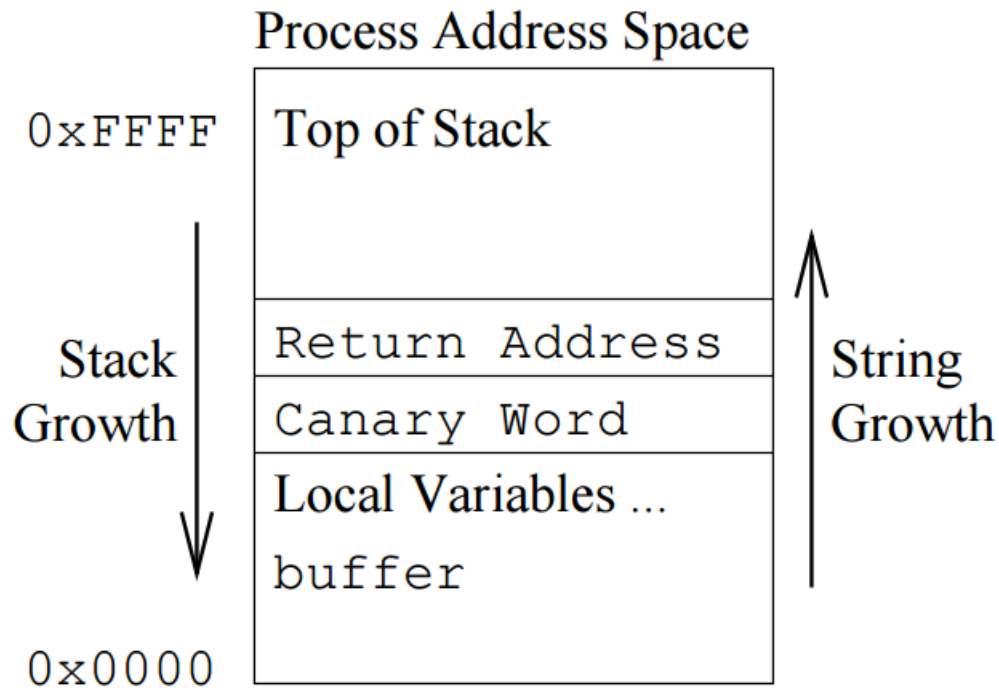 Process Address Space
0xFFFF
Top of Stack
Return Address
Stack
Growth
String
Growth
Canary Word
Local Variables ...
buffer
0x0000